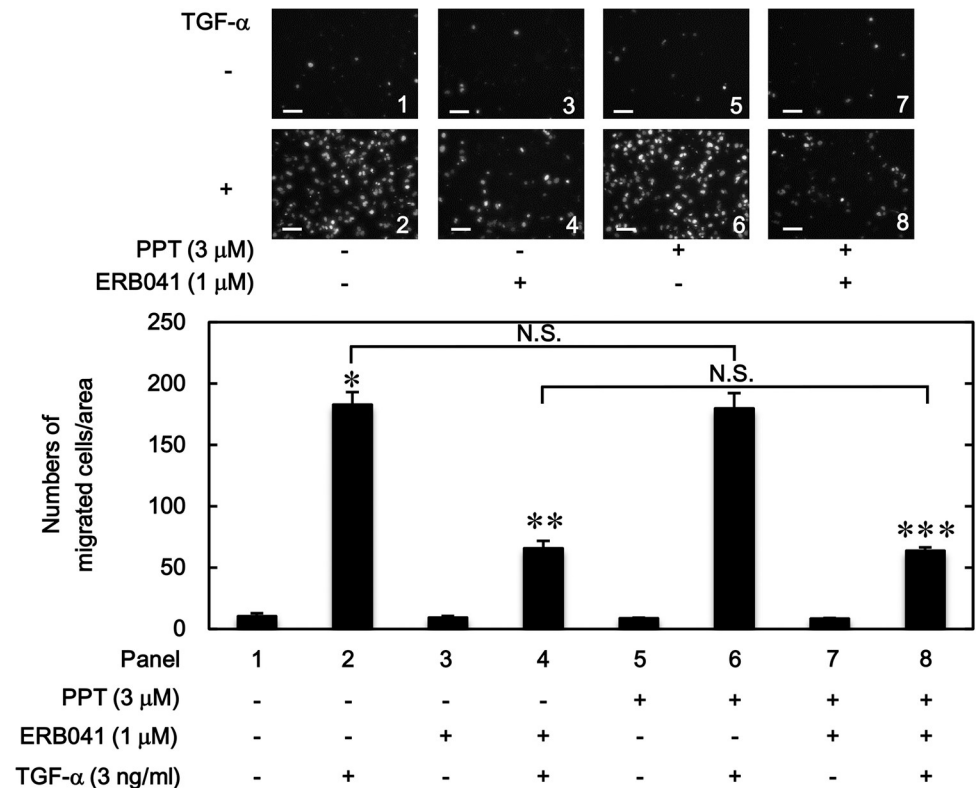 TGF-α
- 1 3 5 7
+ 2 4 6 8
PPT (3 μM) - - + +
ERB041 (1 μM) - + - +
250
N.S.
N.S.
200
*
150
Numbers of
migrated cells/area
100
**
***
50
0
Panel 1 2 3 4 5 6 7 8
PPT (3 μM) - - - - + + + +
ERB041 (1 μM) - - + + - - + +
TGF-α (3 ng/ml) - + - + - + - +